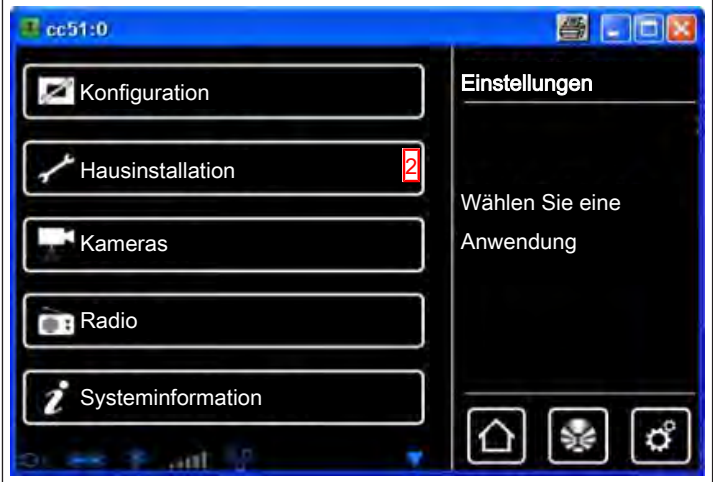 cc51:0
Konfiguration
Hausinstallation
2
Kameras
Radio
Systeminformation
Einstellungen
Wählen Sie eine
Anwendung